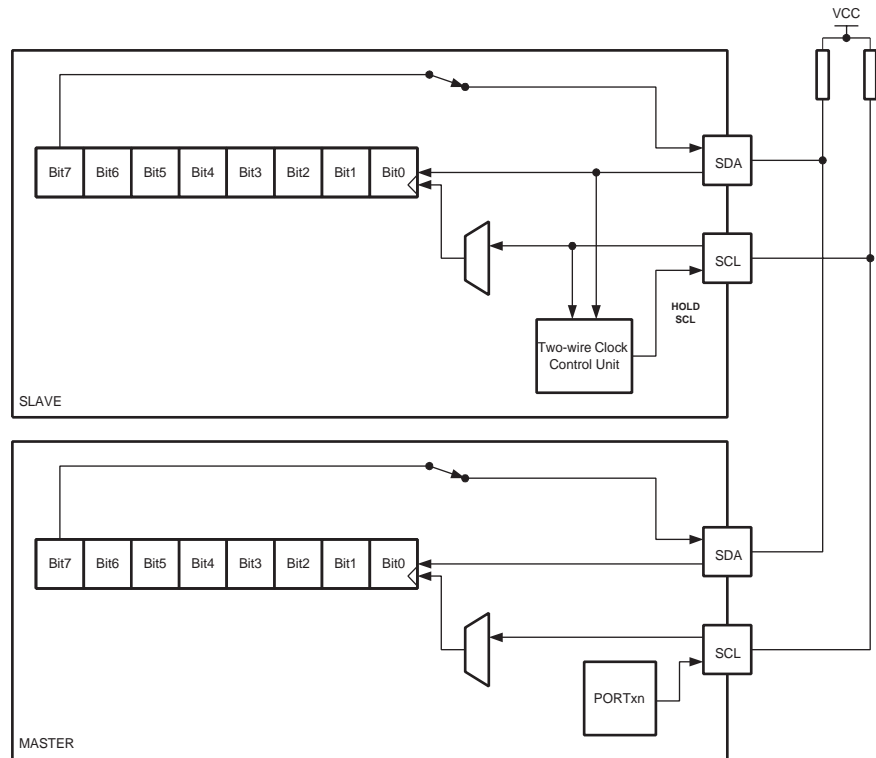 VCC
Bit7 Bit6 Bit5 Bit4 Bit3 Bit2 Bit1 Bit0
SDA
SCL
HOLD
SCL
Two-wire Clock
Control Unit
SLAVE
Bit7 Bit6 Bit5 Bit4 Bit3 Bit2 Bit1 Bit0
SDA
SCL
PORTxn
MASTER